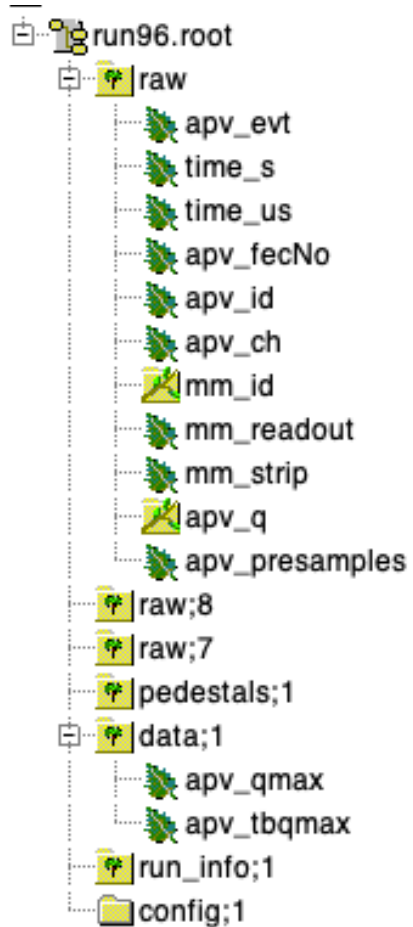 run96.root
raw
apv_evt
time_s
time_us
apv_fecNo
apv_id
apv_ch
mm_id
mm_readout
mm_strip
apv_q
apv_presamples
raw;8
raw;7
pedestals;1
data;1
apv_qmax
apv_tbqmax
run_info;1
config;1